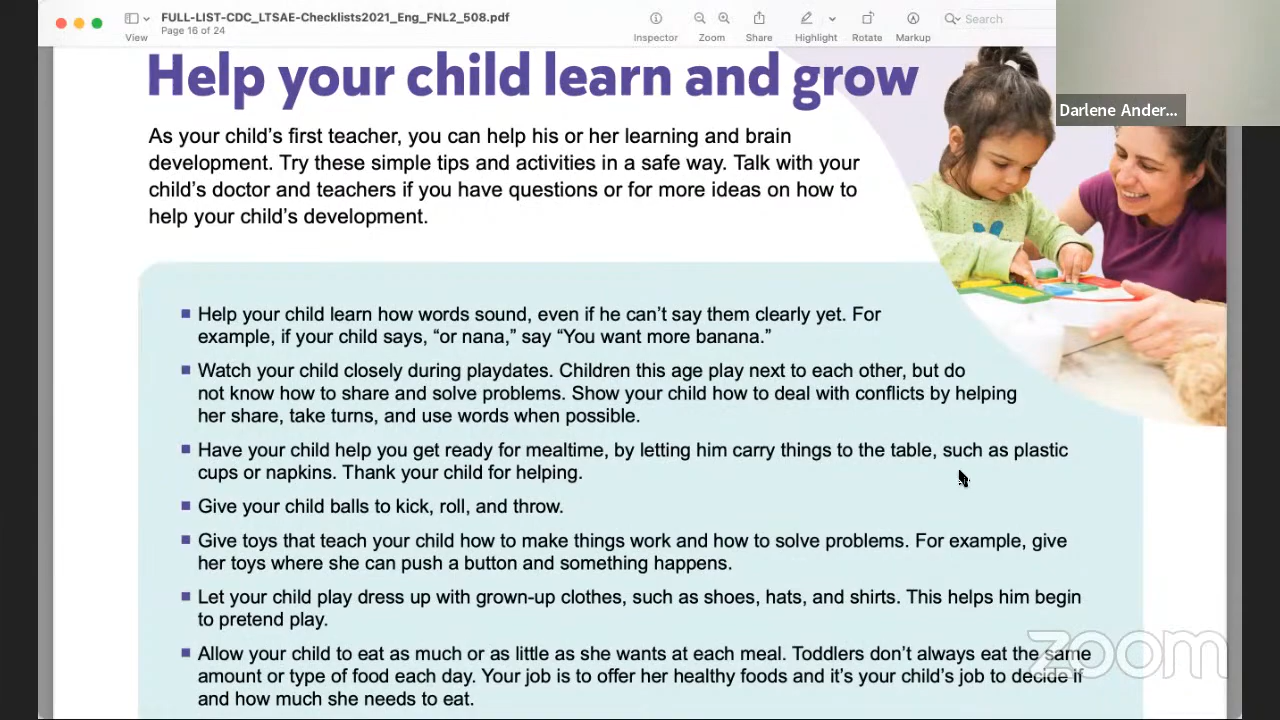 FULL-LIST-CDC_LTSAE-Checklists2021_Eng_FNL2_508.pdf
Page 16 of 24
View
Inspector
Zoom
Share
Highlight
Rotate
Markup
Search
Darlene Ander...
Help your child learn and grow
As your child’s first teacher, you can help his or her learning and brain
development. Try these simple tips and activities in a safe way. Talk with your
child’s doctor and teachers if you have questions or for more ideas on how to
help your child’s development.
■ Help your child learn how words sound, even if he can’t say them clearly yet. For
example, if your child says, “or nana,” say “You want more banana.”
■ Watch your child closely during playdates. Children this age play next to each other, but do
not know how to share and solve problems. Show your child how to deal with conflicts by helping
her share, take turns, and use words when possible.
■ Have your child help you get ready for mealtime, by letting him carry things to the table, such as plastic
cups or napkins. Thank your child for helping.
■ Give your child balls to kick, roll, and throw.
■ Give toys that teach your child how to make things work and how to solve problems. For example, give
her toys where she can push a button and something happens.
■ Let your child play dress up with grown-up clothes, such as shoes, hats, and shirts. This helps him begin
to pretend play.
■ Allow your child to eat as much or as little as she wants at each meal. Toddlers don’t always eat the same
amount or type of food each day. Your job is to offer her healthy foods and it’s your child’s job to decide if
and how much she needs to eat.
zoom